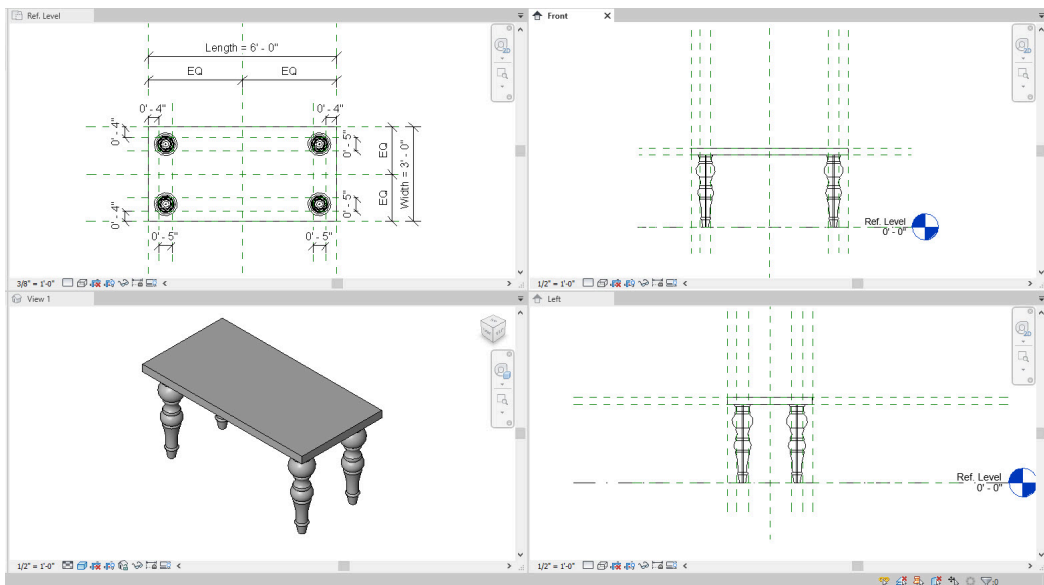 Ref. Level
Length = 6' - 0"
EQ
EQ
0' - 4"
0' - 4"
0' - 4"
0' - 5"
EQ
Width = 3' - 0"
EQ
0' - 4"
0' - 5"
0' - 5"
0' - 5"
3/8" = 1'-0"
Front
Ref. Level
0' - 0"
1/2" = 1'-0"
View 1
1/2" = 1'-0"
Left
Ref. Level
0' - 0"
1/2" = 1'-0"
:0